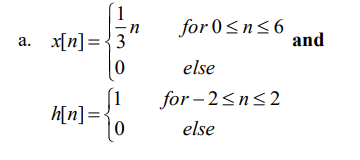 a. x[n] = { 1/3 n for 0 ≤ n ≤ 6
0 else and
h[n] = { 1 for – 2 ≤ n ≤ 2
0 else